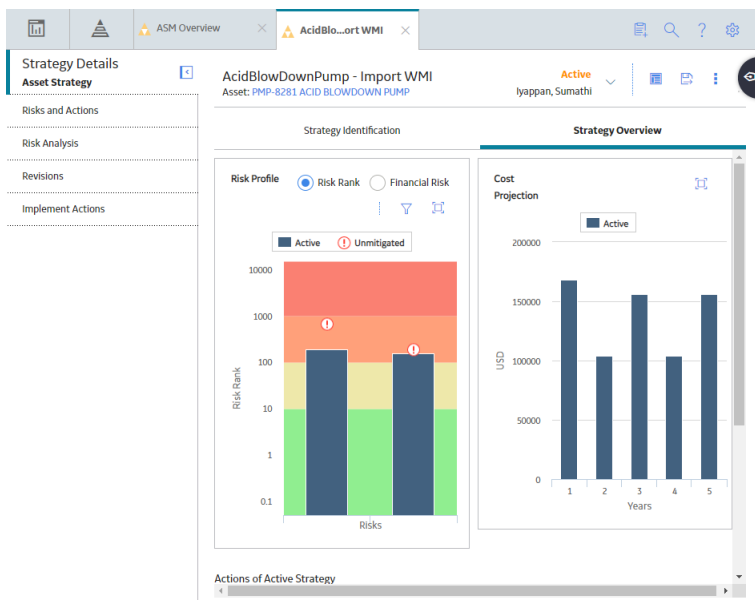 ASM Overview
AcidBlo...ort WMI
Strategy Details
Asset Strategy
Risks and Actions
Risk Analysis
Revisions
Implement Actions
AcidBlowDownPump - Import WMI
Asset: PMP-8281 ACID BLOWDOWN PUMP
Active
Iyappan, Sumathi
Strategy Identification
Strategy Overview
Risk Profile
Risk Rank
Financial Risk
Active
Unmitigated
10000
1000
100
10
1
0.1
Risk Rank
Risks
Cost
Projection
Active
200000
150000
100000
50000
0
USD
1 2 3 4 5
Years
Actions of Active Strategy